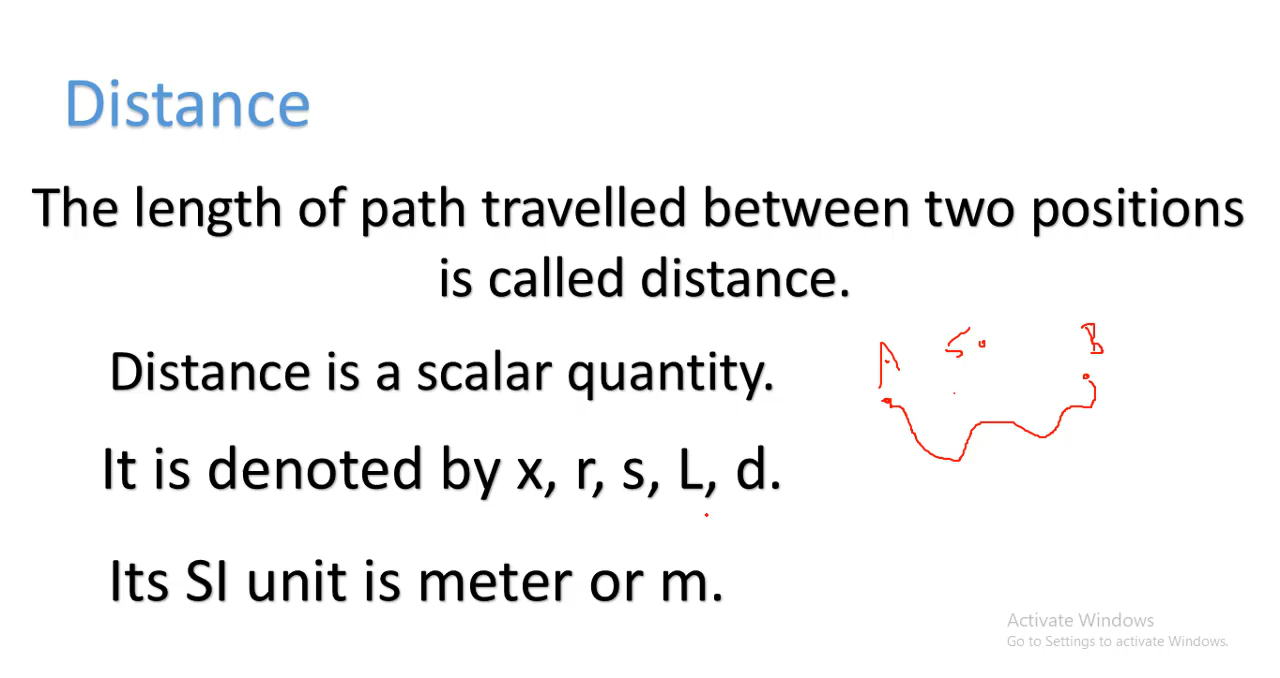 Distance
The length of path travelled between two positions
is called distance.
A
B
Distance is a scalar quantity.
It is denoted by x, r, s, L, d.
Its SI unit is meter or m.
Activate Windows
Go to Settings to activate Windows.